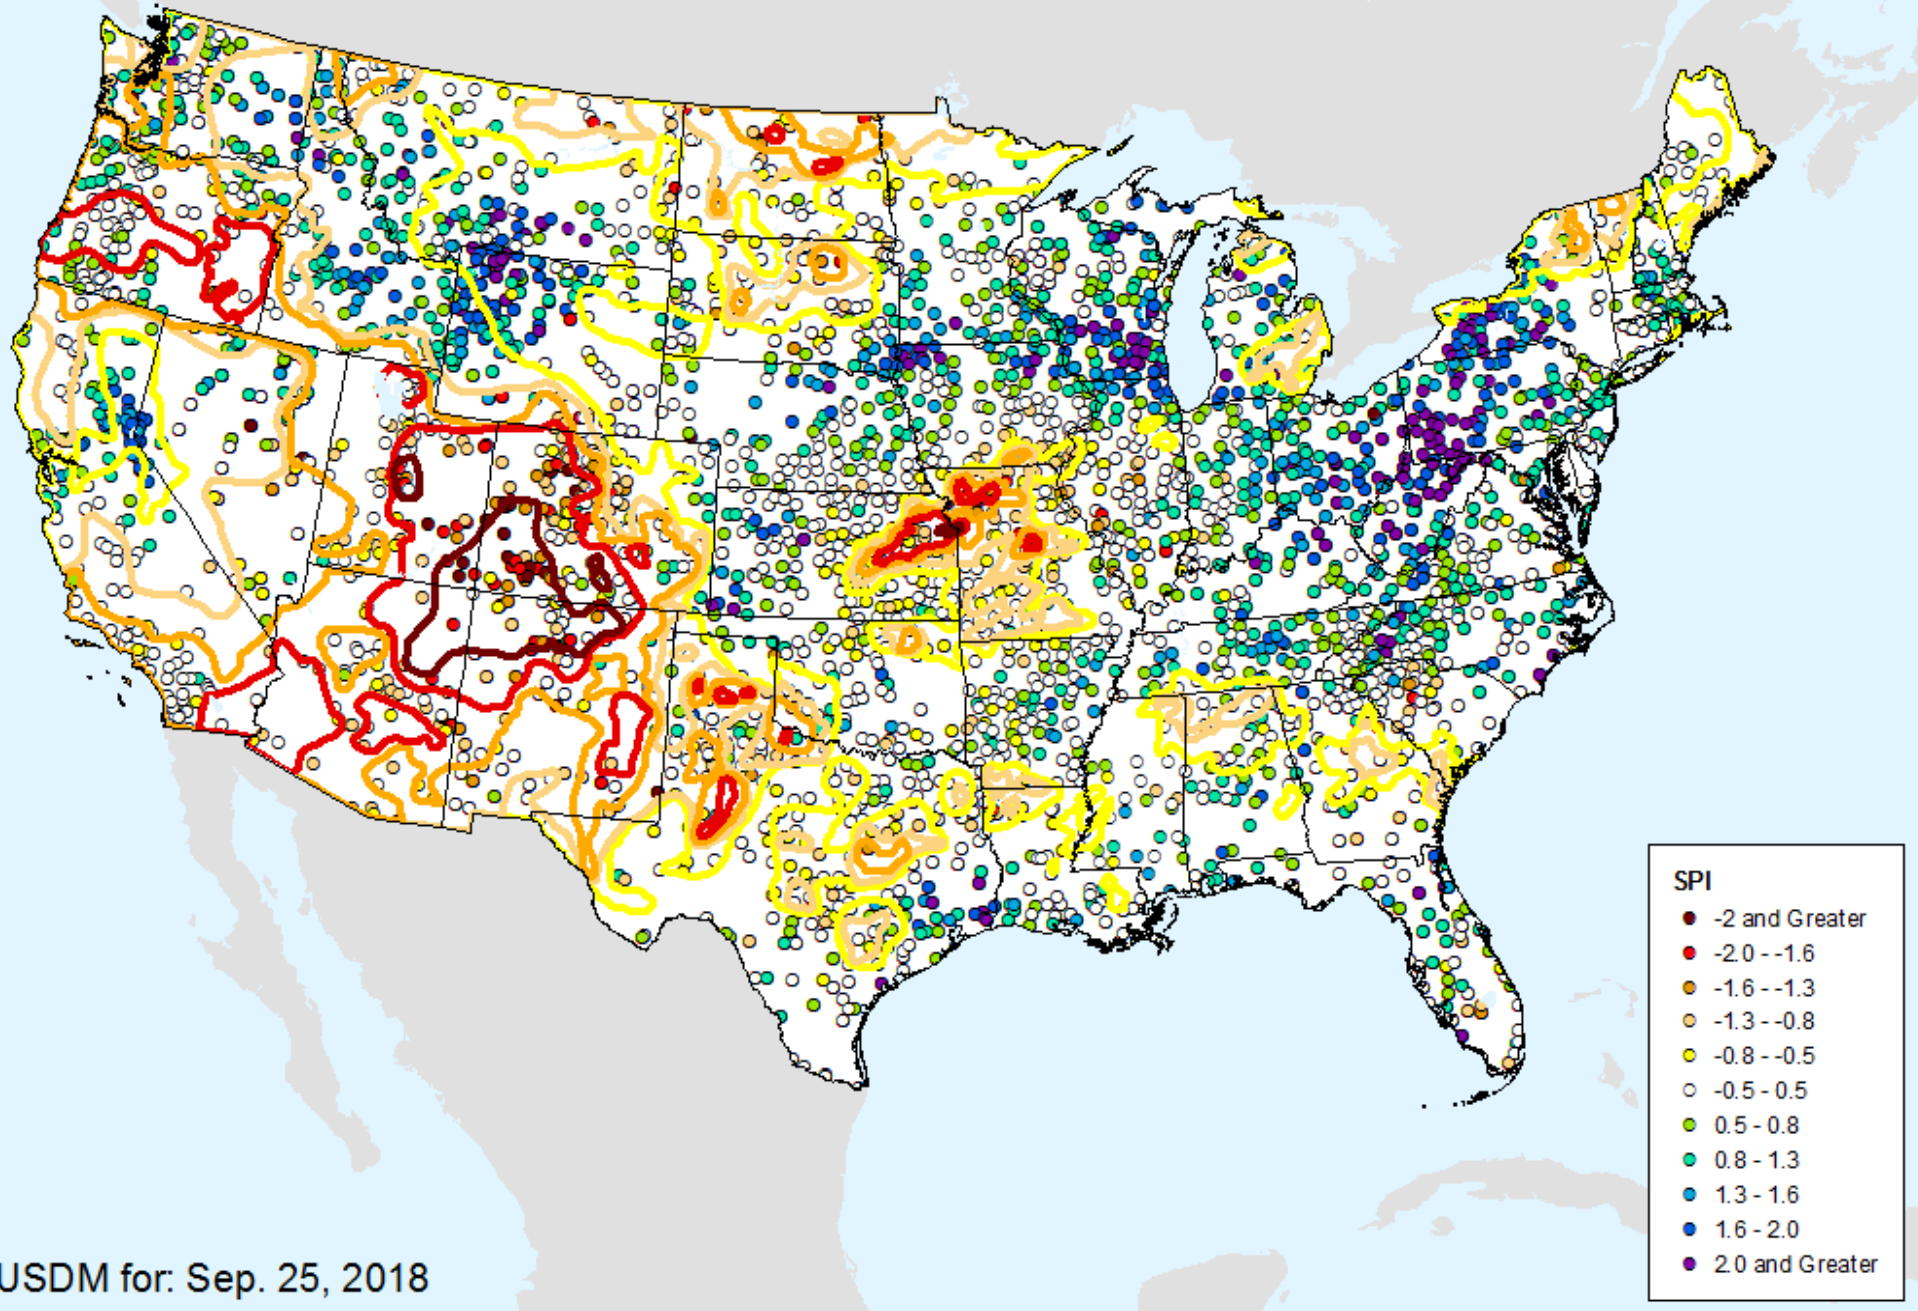 SPI
-2 and Greater
-2.0 - -1.6
-1.6 - -1.3
-1.3 - -0.8
-0.8 - -0.5
-0.5 - 0.5
0.5 - 0.8
0.8 - 1.3
1.3 - 1.6
1.6 - 2.0
2.0 and Greater
USDM for: Sep. 25, 2018